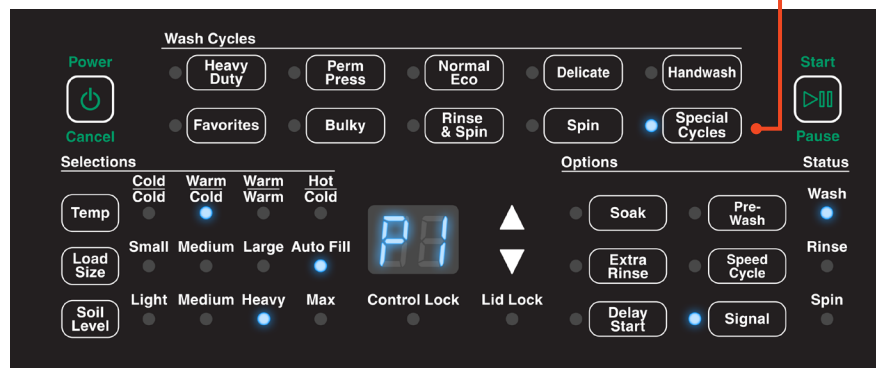 Wash Cycles
Power
Heavy
Duty
Perm
Press
Normal
Eco
Delicate
Handwash
Start
Favorites
Bulky
Rinse
& Spin
Spin
Special
Cycles
Cancel
Pause
Selections
Options
Status
Cold
Cold
Warm
Cold
Warm
Warm
Hot
Cold
Temp
P1
Soak
Pre-
Wash
Wash
Small
Medium
Large
Auto Fill
Load
Size
Extra
Rinse
Speed
Cycle
Rinse
Light
Medium
Heavy
Max
Soil
Level
Control Lock
Lid Lock
Delay
Start
Signal
Spin